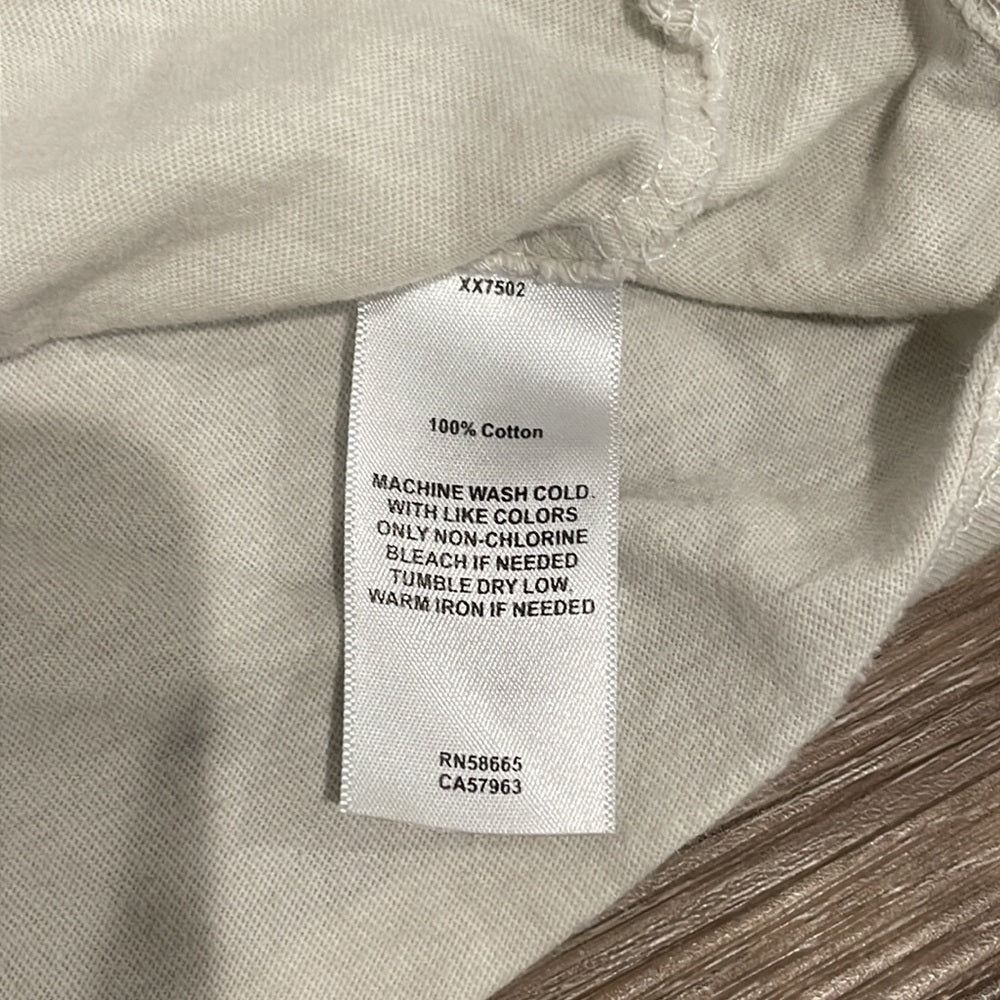 XX7502
100% Cotton
MACHINE WASH COLD.
WITH LIKE COLORS
ONLY NON-CHLORINE
BLEACH IF NEEDED
TUMBLE DRY LOW,
WARM IRON IF NEEDED
RN58665
CA57963